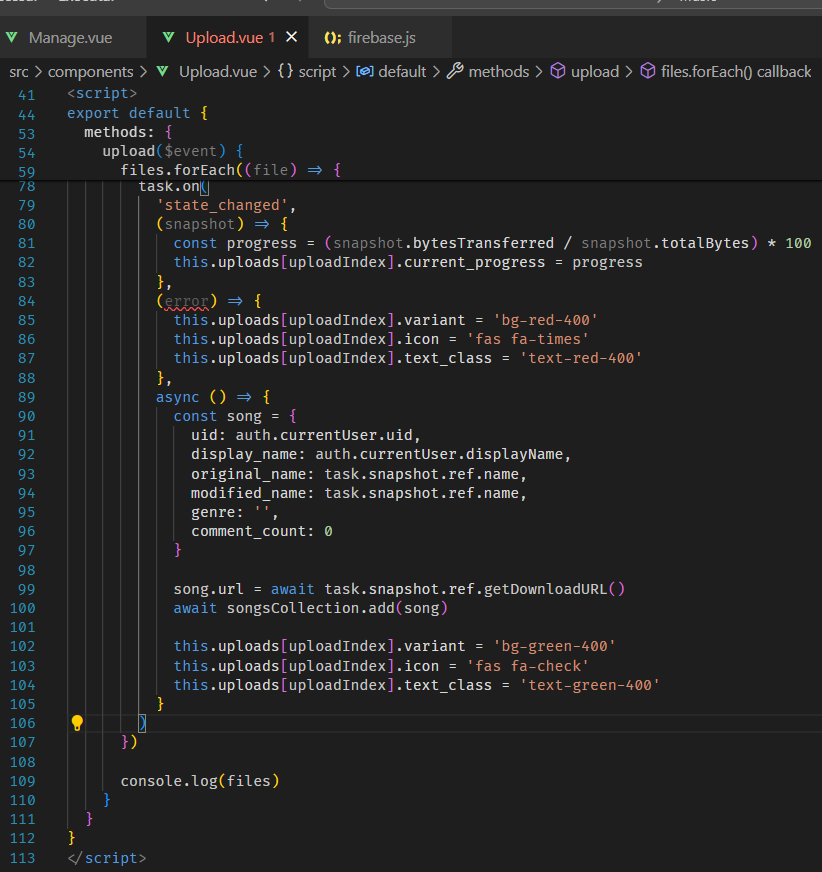 Manage.vue Upload.vue 1 firebase.js
src > components > Upload.vue > {} script > default > methods > upload > files.forEach() callback
41 <script>
44 export default {
53 methods: {
54 upload($event) {
59 files.forEach((file) => {
78 task.on(
79 'state_changed',
80 (snapshot) => {
81 const progress = (snapshot.bytesTransferred / snapshot.totalBytes) * 100
82 this.uploads[uploadIndex].current_progress = progress
83 },
84 (error) => {
85 this.uploads[uploadIndex].variant = 'bg-red-400'
86 this.uploads[uploadIndex].icon = 'fas fa-times'
87 this.uploads[uploadIndex].text_class = 'text-red-400'
88 },
89 async () => {
90 const song = {
91 uid: auth.currentUser.uid,
92 display_name: auth.currentUser.displayName,
93 original_name: task.snapshot.ref.name,
94 modified_name: task.snapshot.ref.name,
95 genre: '',
96 comment_count: 0
97 }
98
99 song.url = await task.snapshot.ref.getDownloadURL()
100 await songsCollection.add(song)
101
102 this.uploads[uploadIndex].variant = 'bg-green-400'
103 this.uploads[uploadIndex].icon = 'fas fa-check'
104 this.uploads[uploadIndex].text_class = 'text-green-400'
105 }
106 )
107 })
108
109 console.log(files)
110 }
111 }
112 }
113 </script>